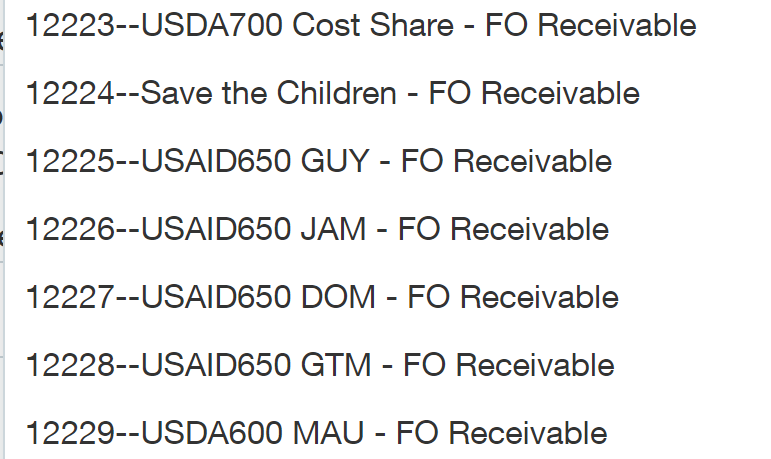 12223--USDA700 Cost Share - FO Receivable
12224--Save the Children - FO Receivable
12225--USAID650 GUY - FO Receivable
12226--USAID650 JAM - FO Receivable
12227--USAID650 DOM - FO Receivable
12228--USAID650 GTM - FO Receivable
12229--USDA600 MAU - FO Receivable